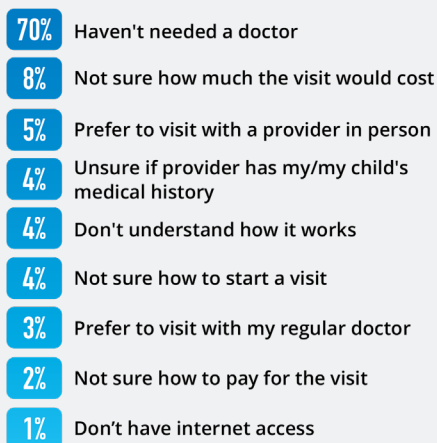 70% Haven't needed a doctor
8% Not sure how much the visit would cost
5% Prefer to visit with a provider in person
4% Unsure if provider has my/my child's
medical history
4% Don't understand how it works
4% Not sure how to start a visit
3% Prefer to visit with my regular doctor
2% Not sure how to pay for the visit
1% Don’t have internet access